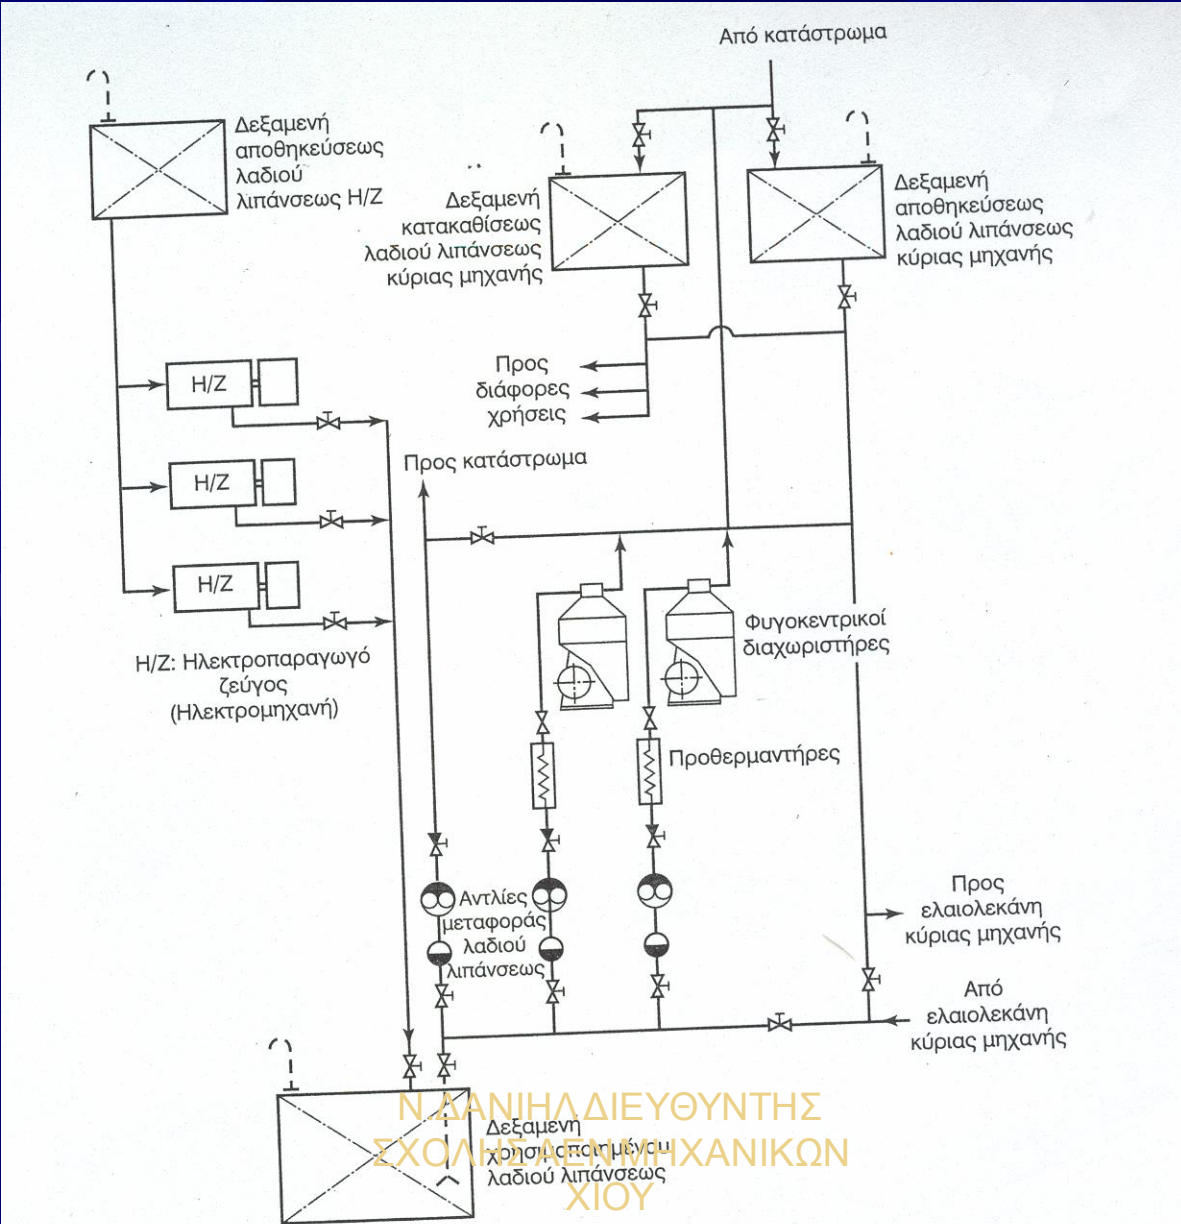 Από κατάστρωμα
Δεξαμενή
αποθηκεύσεως
λαδιού
λιπάνσεως Η/Ζ
Δεξαμενή
κατακαθίσεως
λαδιού λιπάνσεως
κύριας μηχανής
Δεξαμενή
αποθηκεύσεως
λαδιού λιπάνσεως
κύριας μηχανής
Προς
διάφορες
χρήσεις
Η/Ζ
Προς κατάστρωμα
Η/Ζ
Η/Ζ
Η/Ζ: Ηλεκτροπαραγωγό
ζεύγος
(Ηλεκτρομηχανή)
Φυγοκεντρικοί
διαχωριστήρες
Προθερμαντήρες
Αντλίες
μεταφοράς
λαδιού
λιπάνσεως
Προς
ελαιολεκάνη
κύριας μηχανής
Από
ελαιολεκάνη
κύριας μηχανής
Δεξαμενή
χρησιμοποιημένου
λαδιού λιπάνσεως
Ν.ΔΑΝΙΗΛ ΔΙΕΥΘΥΝΤΗΣ
ΣΧΟΛΗΣ ΑΕΝ ΜΗΧΑΝΙΚΩΝ
ΧΙΟΥ